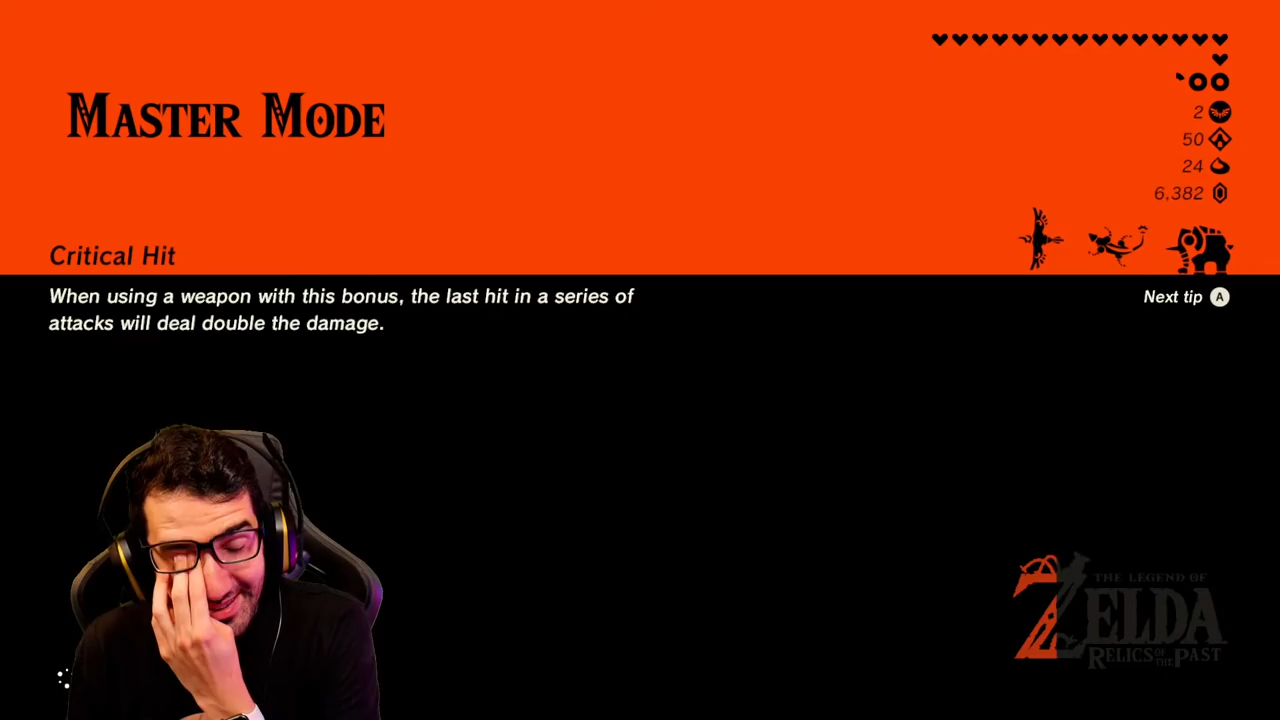 Master Mode
2
50
24
6,382
Critical Hit
When using a weapon with this bonus, the last hit in a series of
attacks will deal double the damage.
Next tip A
THE LEGEND OF
ZELDA
RELICS OF THE PAST